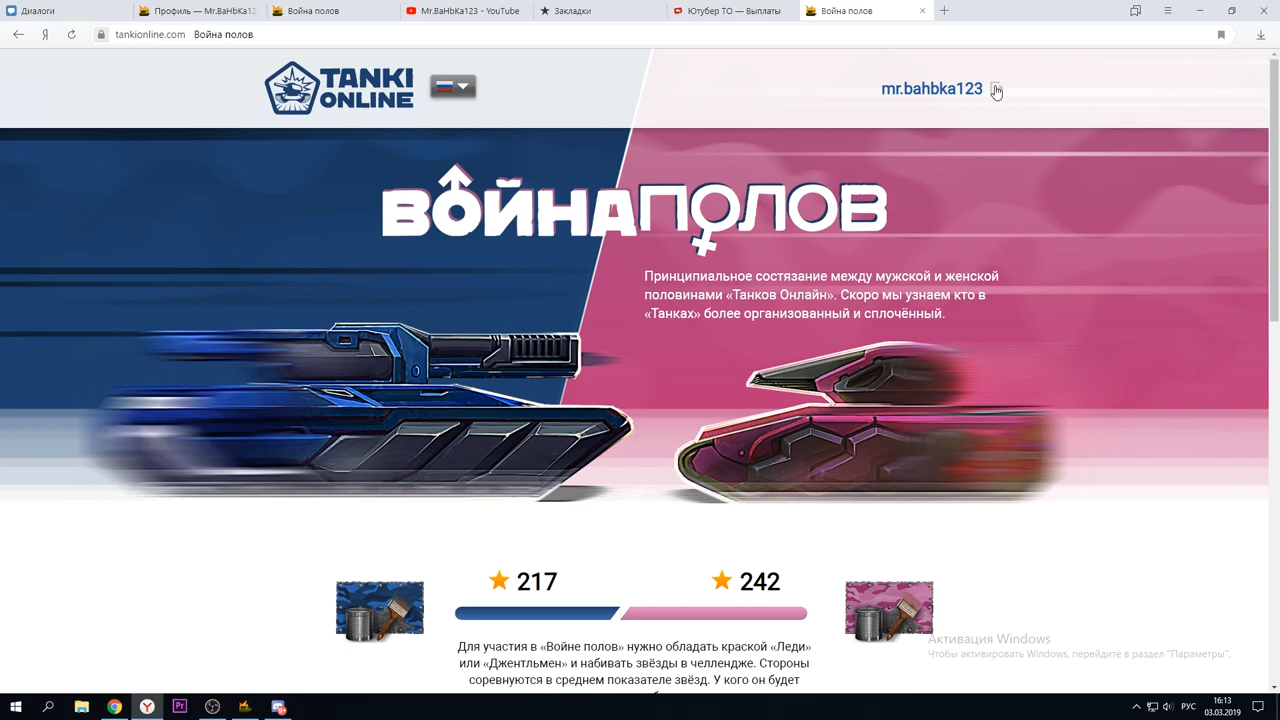 Диалоги
Профиль — Mr.BaHbKa12
Война полов
Mr.BaHbKa123 - YouTube
Закладки
Ютубер ТО — Выплаты
Война полов
tankionline.com Война полов
TANKI
ONLINE
mr.bahbka123
ВОЙНА ПОЛОВ
Принципиальное состязание между мужской и женской
половинами «Танков Онлайн». Скоро мы узнаем кто в
«Танках» более организованный и сплочённый.
217
242
Для участия в «Войне полов» нужно обладать краской «Леди»
или «Джентльмен» и набивать звёзды в челлендже. Стороны
соревнуются в среднем показателе звёзд. У кого он будет
Активация Windows
Чтобы активировать Windows, перейдите в раздел "Параметры".
Pr
РУС
16:13
03.03.2019